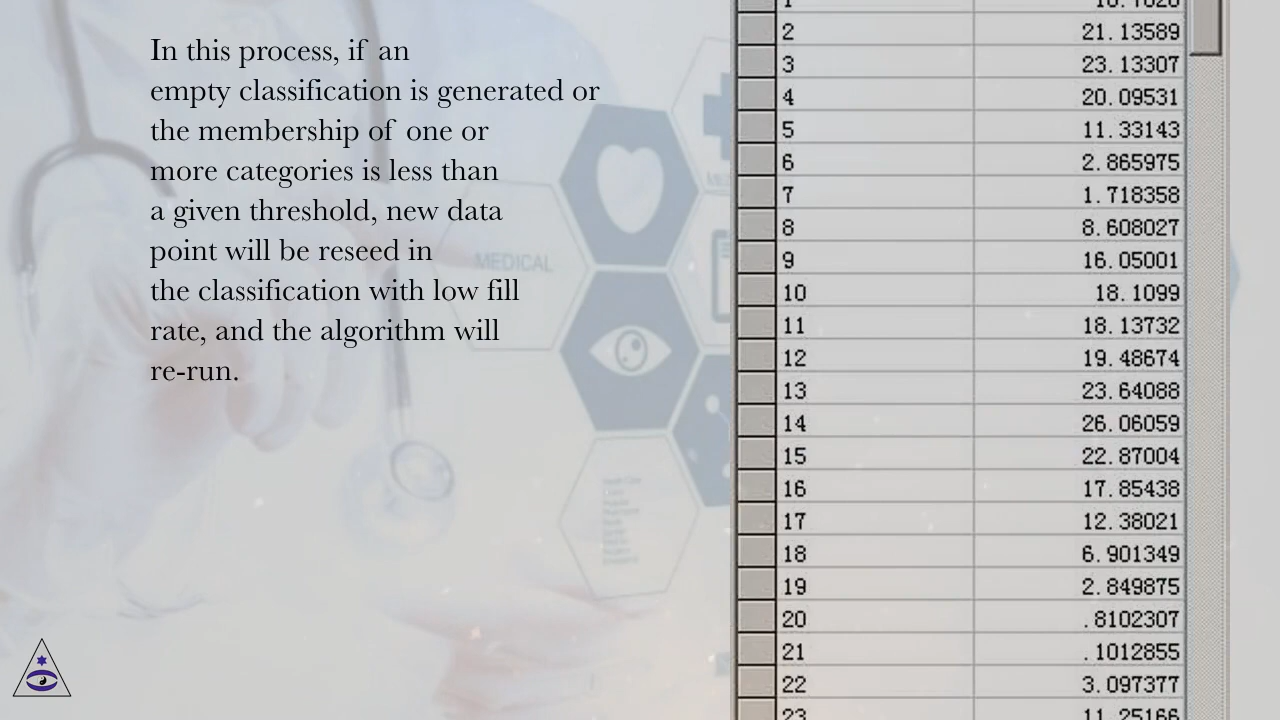 In this process, if an
empty classification is generated or
the membership of one or
more categories is less than
a given threshold, new data
point will be reseed in
the classification with low fill
rate, and the algorithm will
re-run.
MEDICAL
2 21.13589
3 23.13307
4 20.09531
5 11.33143
6 2.865975
7 1.718358
8 8.608027
9 16.05001
10 18.1099
11 18.13732
12 19.48674
13 23.64088
14 26.06059
15 22.87004
16 17.85438
17 12.38021
18 6.901349
19 2.849875
20 .8102307
21 .1012855
22 3.097377
23 11.25166